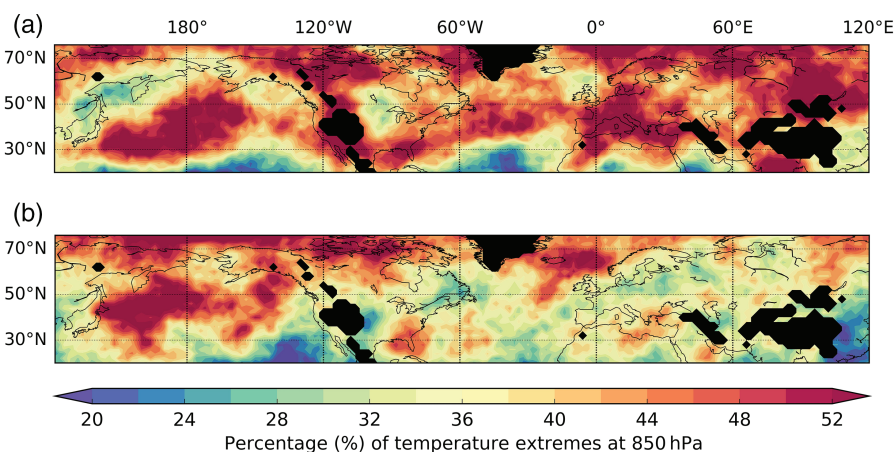 (a) 180° 120°W 60°W 0° 60°E 120°E
70°N
50°N
30°N
(b)
70°N
50°N
30°N
20 24 28 32 36 40 44 48 52
Percentage (%) of temperature extremes at 850 hPa